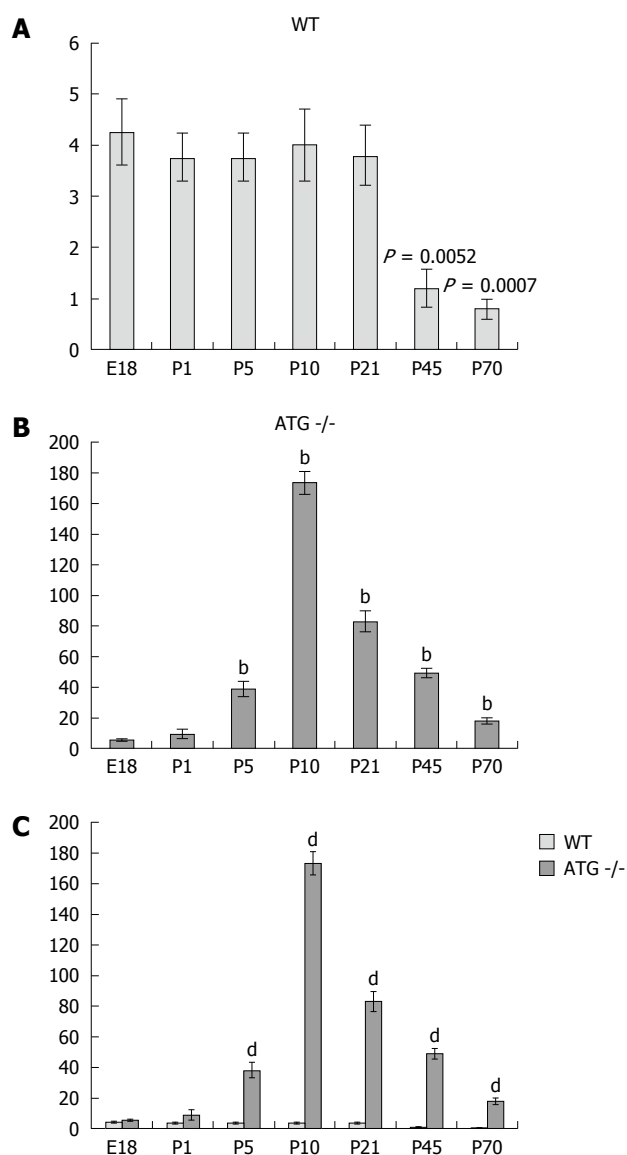 A
WT
6
5
4
3
2
1
0
P = 0.0052
P = 0.0007
E18 P1 P5 P10 P21 P45 P70
B
ATG -/-
200
180
160
140
120
100
80
60
40
20
0
b
b
b
b
b
E18 P1 P5 P10 P21 P45 P70
C
200
180
160
140
120
100
80
60
40
20
0
d
d
d
d
d
WT
ATG -/-
E18 P1 P5 P10 P21 P45 P70